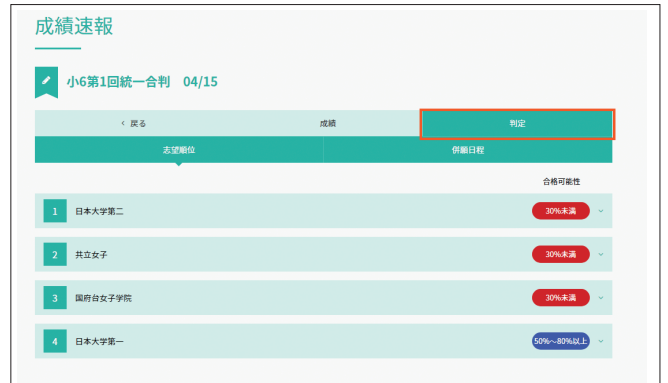 成績速報
小6第1回統一合判 04/15
< 戻る 成績 判定
志望順位 併願日程
合格可能性
1 日本大学第二 30%未満
2 共立女子 30%未満
3 国府台女子学院 30%未満
4 日本大学第一 50%～80%以上